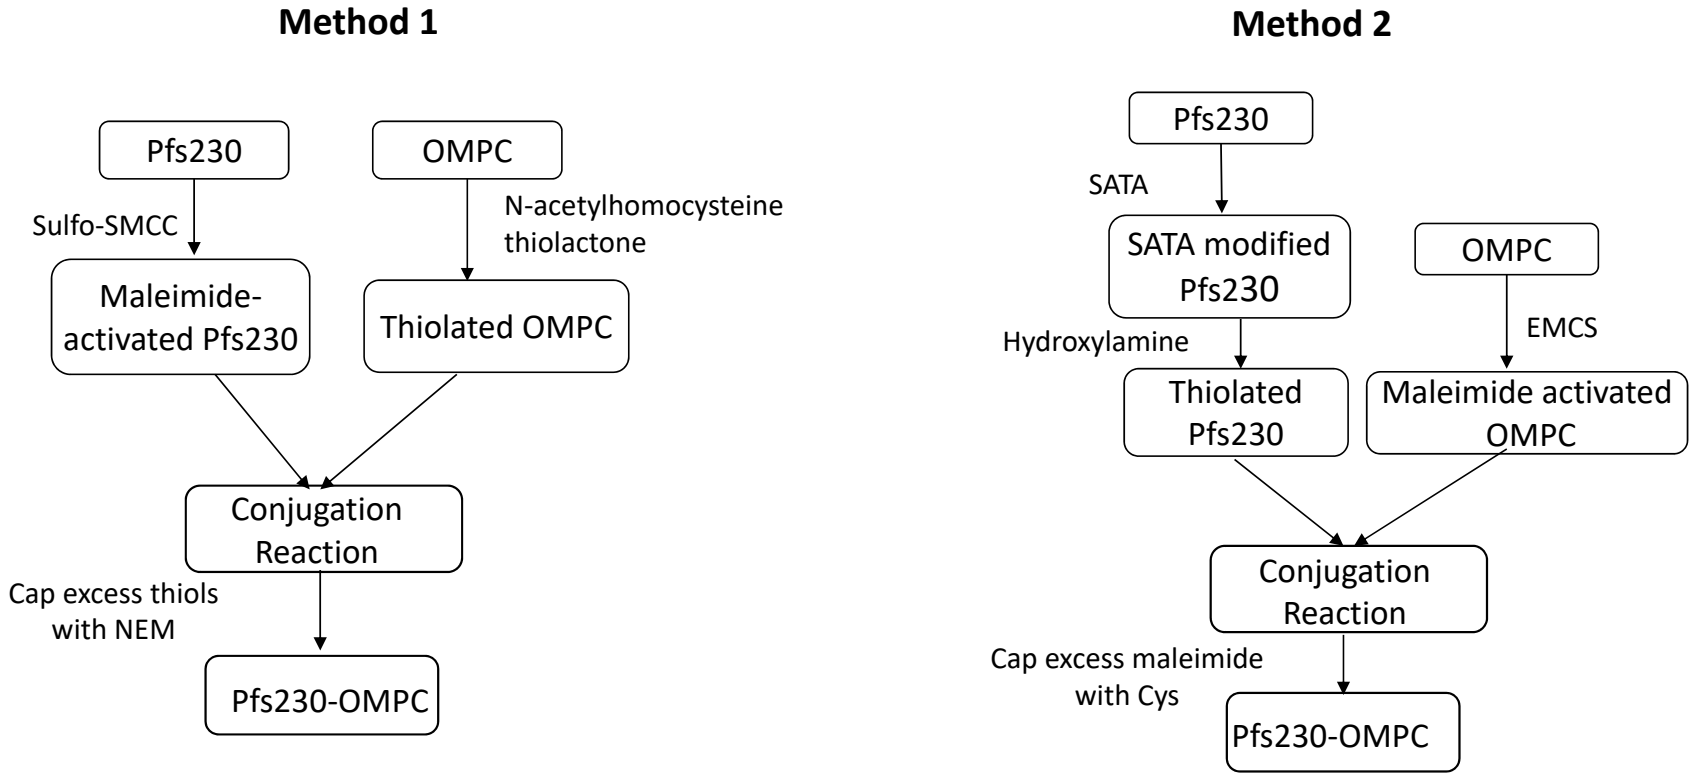 Method 1
Pfs230
OMPC
Sulfo-SMCC
N-acetylhomocysteine
thiolactone
Maleimide-
activated Pfs230
Thiolated OMPC
Conjugation
Reaction
Cap excess thiols
with NEM
Pfs230-OMPC
Method 2
Pfs230
SATA
SATA modified
Pfs230
OMPC
Hydroxylamine
EMCS
Thiolated
Pfs230
Maleimide activated
OMPC
Conjugation
Reaction
Cap excess maleimide
with Cys
Pfs230-OMPC